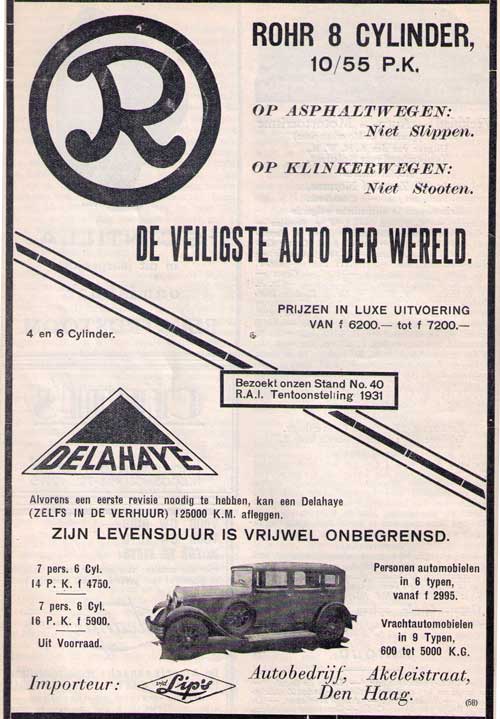 R
ROHR 8 CYLINDER,
10/55 P.K.
OP ASPHALTWEGEN:
Niet Slippen.
OP KLINKERWEGEN:
Niet Stooten.
DE VEILIGSTE AUTO DER WERELD.
PRIJZEN IN LUXE UITVOERING
VAN f 6200.— tot f 7200.—
4 en 6 Cylinder.
Bezoekt onzen Stand No. 40
R.A.I. Tentoonstelling 1931
DELAHAYE
Alvorens een eerste revisie noodig te hebben, kan een Delahaye
(ZELFS IN DE VERHUUR) 125000 K.M. afleggen.
ZIJN LEVENSDUUR IS VRIJWEL ONBEGRENSD.
7 pers. 6 Cyl.
14 P. K. f 4750.
7 pers. 6 Cyl.
16 P. K. f 5900.
Uit Voorraad.
Personen automobielen
in 6 typen,
vanaf f 2995.
Vrachtautomobielen
in 9 Typen,
600 tot 5000 K.G.
Importeur:
Lip's
Autobedrijf, Akeleistraat,
Den Haag.
(58)